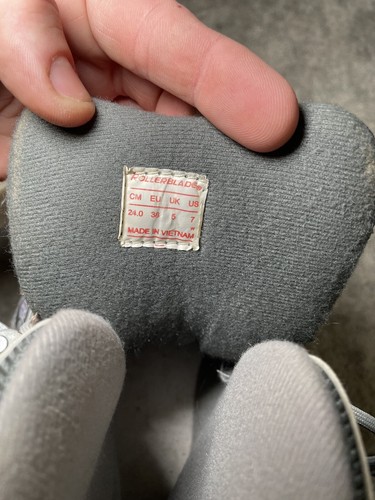 ROLLERBLADE®
CM EU UK US
24.0 38 5 7
MADE IN VIETNAM